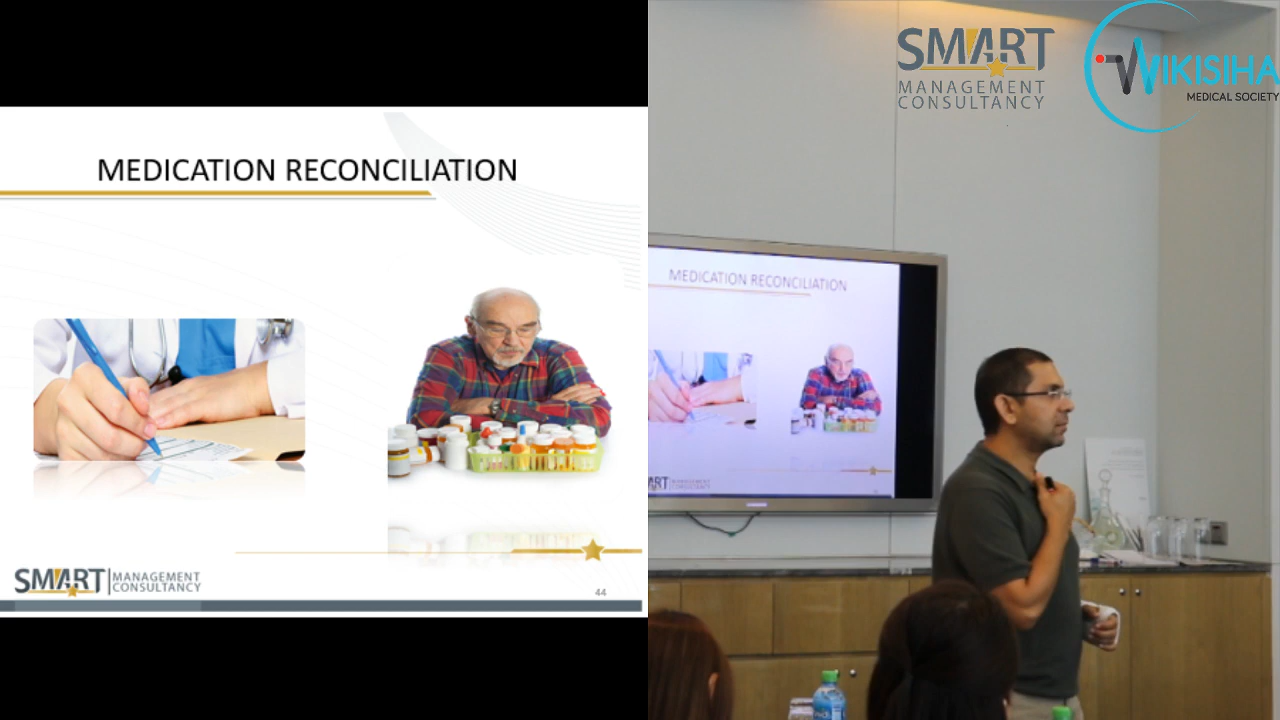 MEDICATION RECONCILIATION
SMART MANAGEMENT
CONSULTANCY
44
SMART
MANAGEMENT
CONSULTANCY
WIKISIHA
MEDICAL SOCIETY
MEDICATION RECONCILIATION